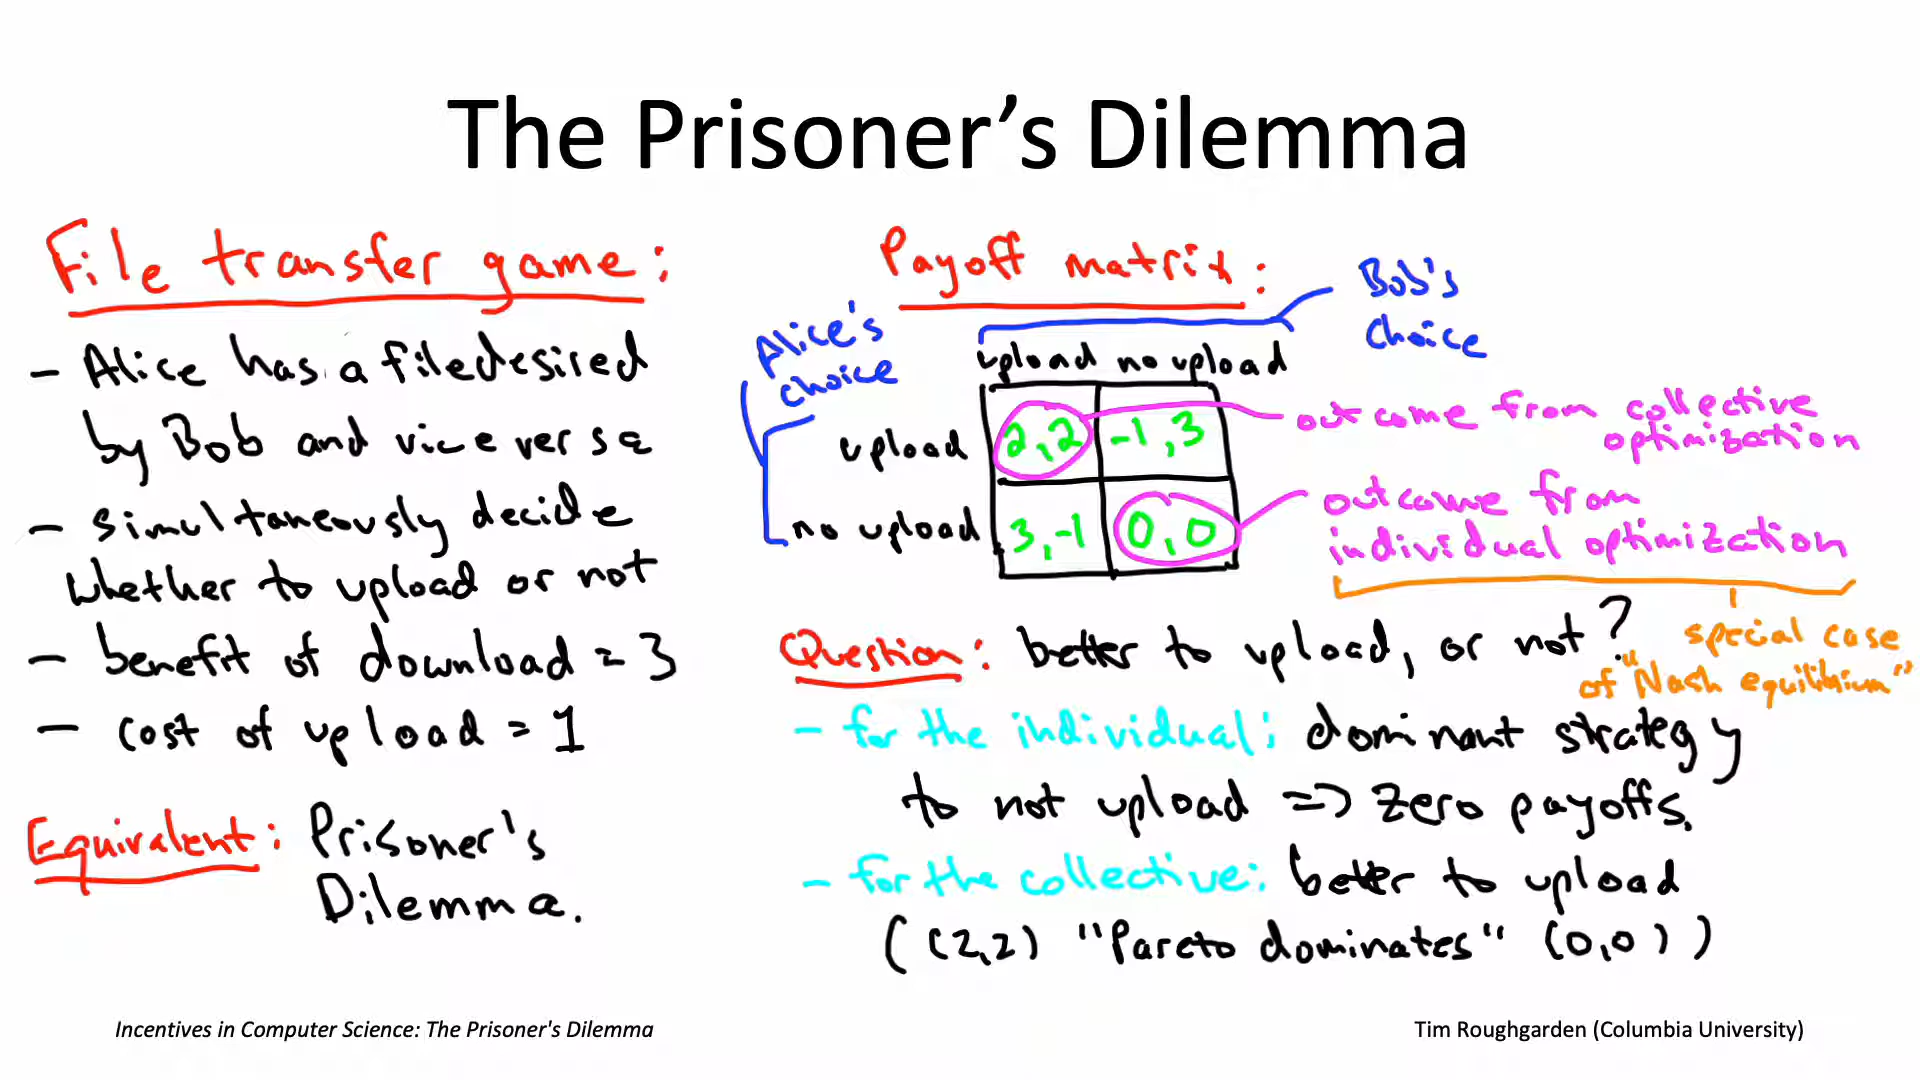 The Prisoner's Dilemma
File transfer game:
- Alice has a file desired
by Bob and vice versa
- simultaneously decide
whether to upload or not
- benefit of download = 3
- cost of upload = 1
Equivalent: Prisoner's
Dilemma.
Payoff matrix:
Bob's
choice
Alice's
choice
upload no upload
upload 2,2 -1,3
no upload 3,-1 0,0
outcome from collective
optimization
outcome from
individual optimization
special case
of "Nash equilibrium"
Question: better to upload, or not?
- for the individual: dominant strategy
to not upload => zero payoffs.
- for the collective: better to upload
((2,2) "Pareto dominates" (0,0))
Incentives in Computer Science: The Prisoner's Dilemma
Tim Roughgarden (Columbia University)